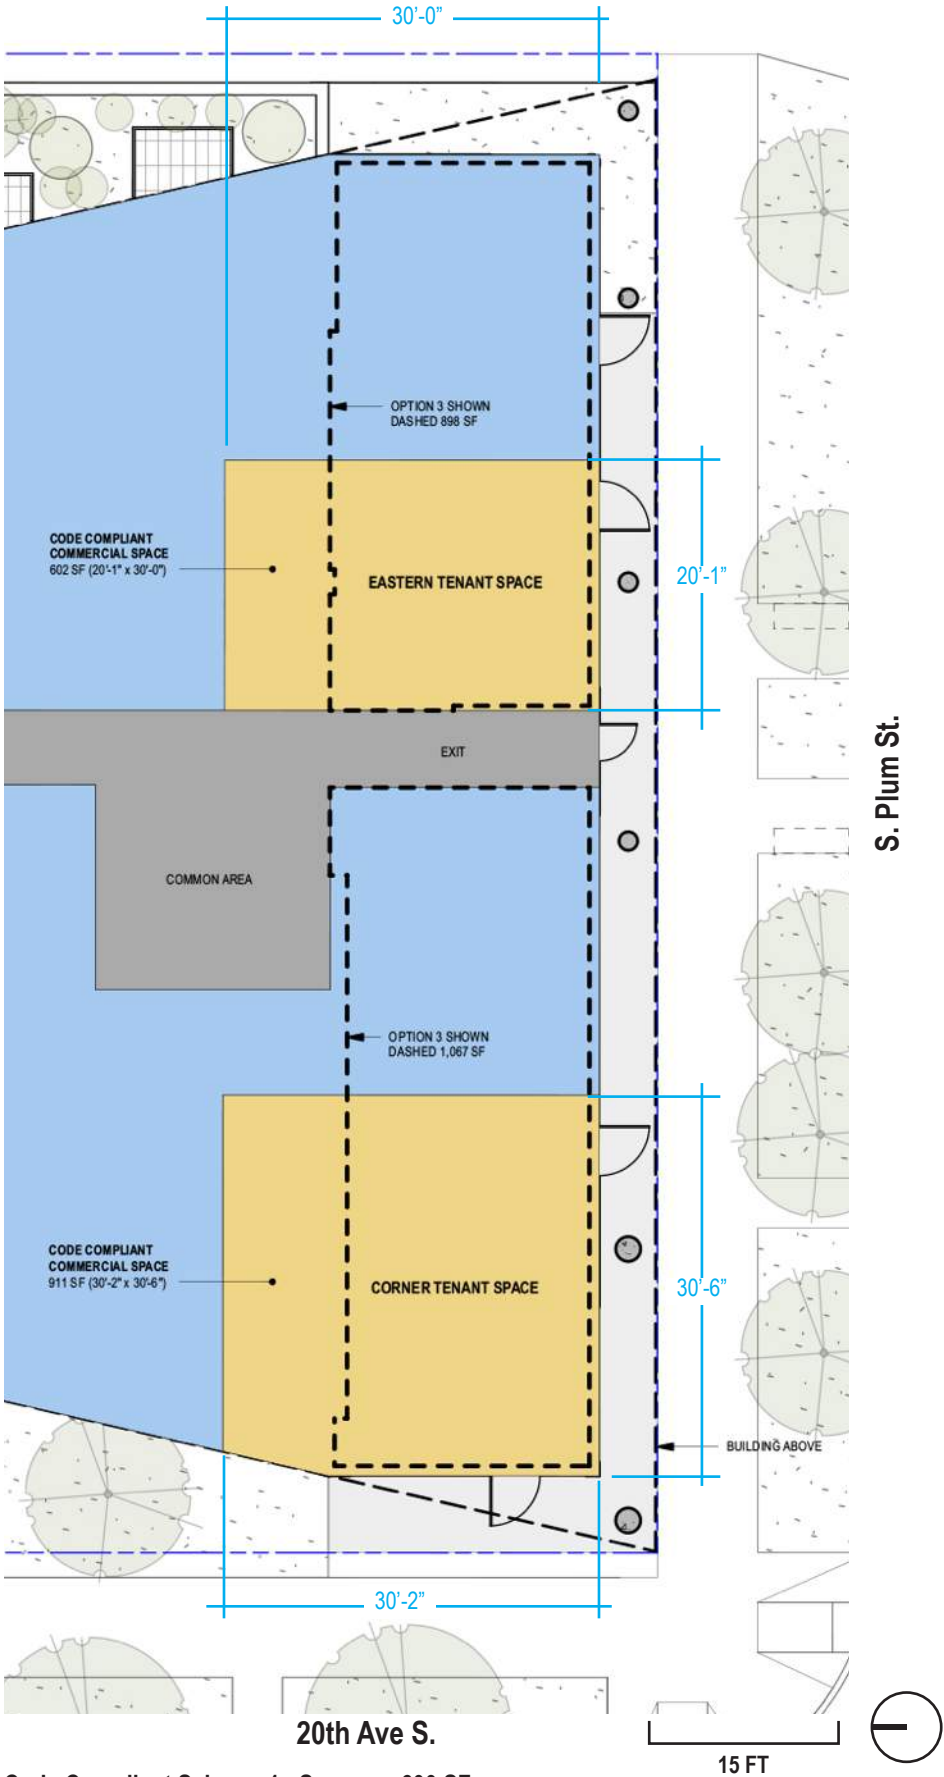 30’-0”
OPTION 3 SHOWN
DASHED 898 SF
CODE COMPLIANT
COMMERCIAL SPACE
602 SF (20'-1" x 30'-0")
EASTERN TENANT SPACE
20’-1”
EXIT
S. Plum St.
COMMON AREA
OPTION 3 SHOWN
DASHED 1,067 SF
CODE COMPLIANT
COMMERCIAL SPACE
911 SF (30'-2" x 30'-6")
CORNER TENANT SPACE
30’-6”
BUILDING ABOVE
30’-2”
20th Ave S.
15 FT